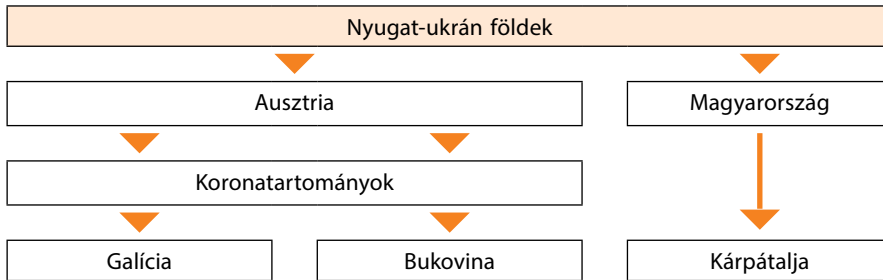 Nyugat-ukrán földek
Ausztria
Magyarország
Koronatartományok
Galícia
Bukovina
Kárpátalja